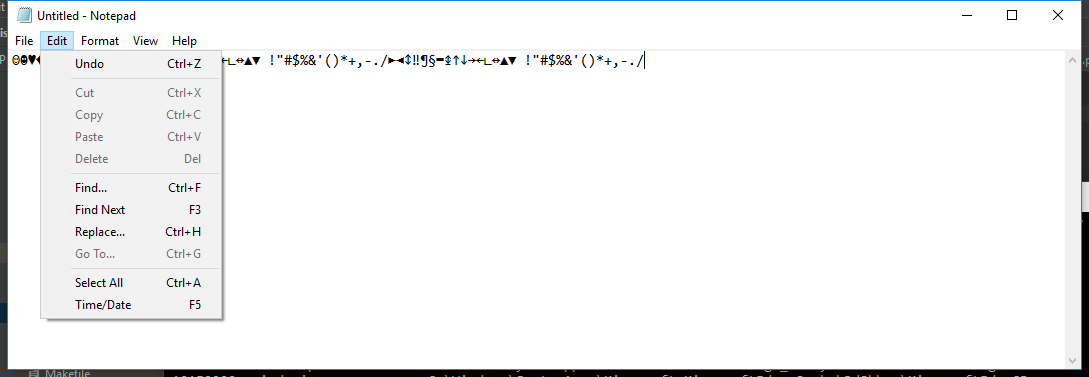 Untitled - Notepad
File Edit Format View Help
☺☻♥ ←∟↔▲▼ !"#$%&'()*+,-./►◄↕‼¶§▬↨↑↓→←∟↔▲▼ !"#$%&'()*+,-./
Undo Ctrl+Z
Cut Ctrl+X
Copy Ctrl+C
Paste Ctrl+V
Delete Del
Find... Ctrl+F
Find Next F3
Replace... Ctrl+H
Go To... Ctrl+G
Select All Ctrl+A
Time/Date F5
Makefile